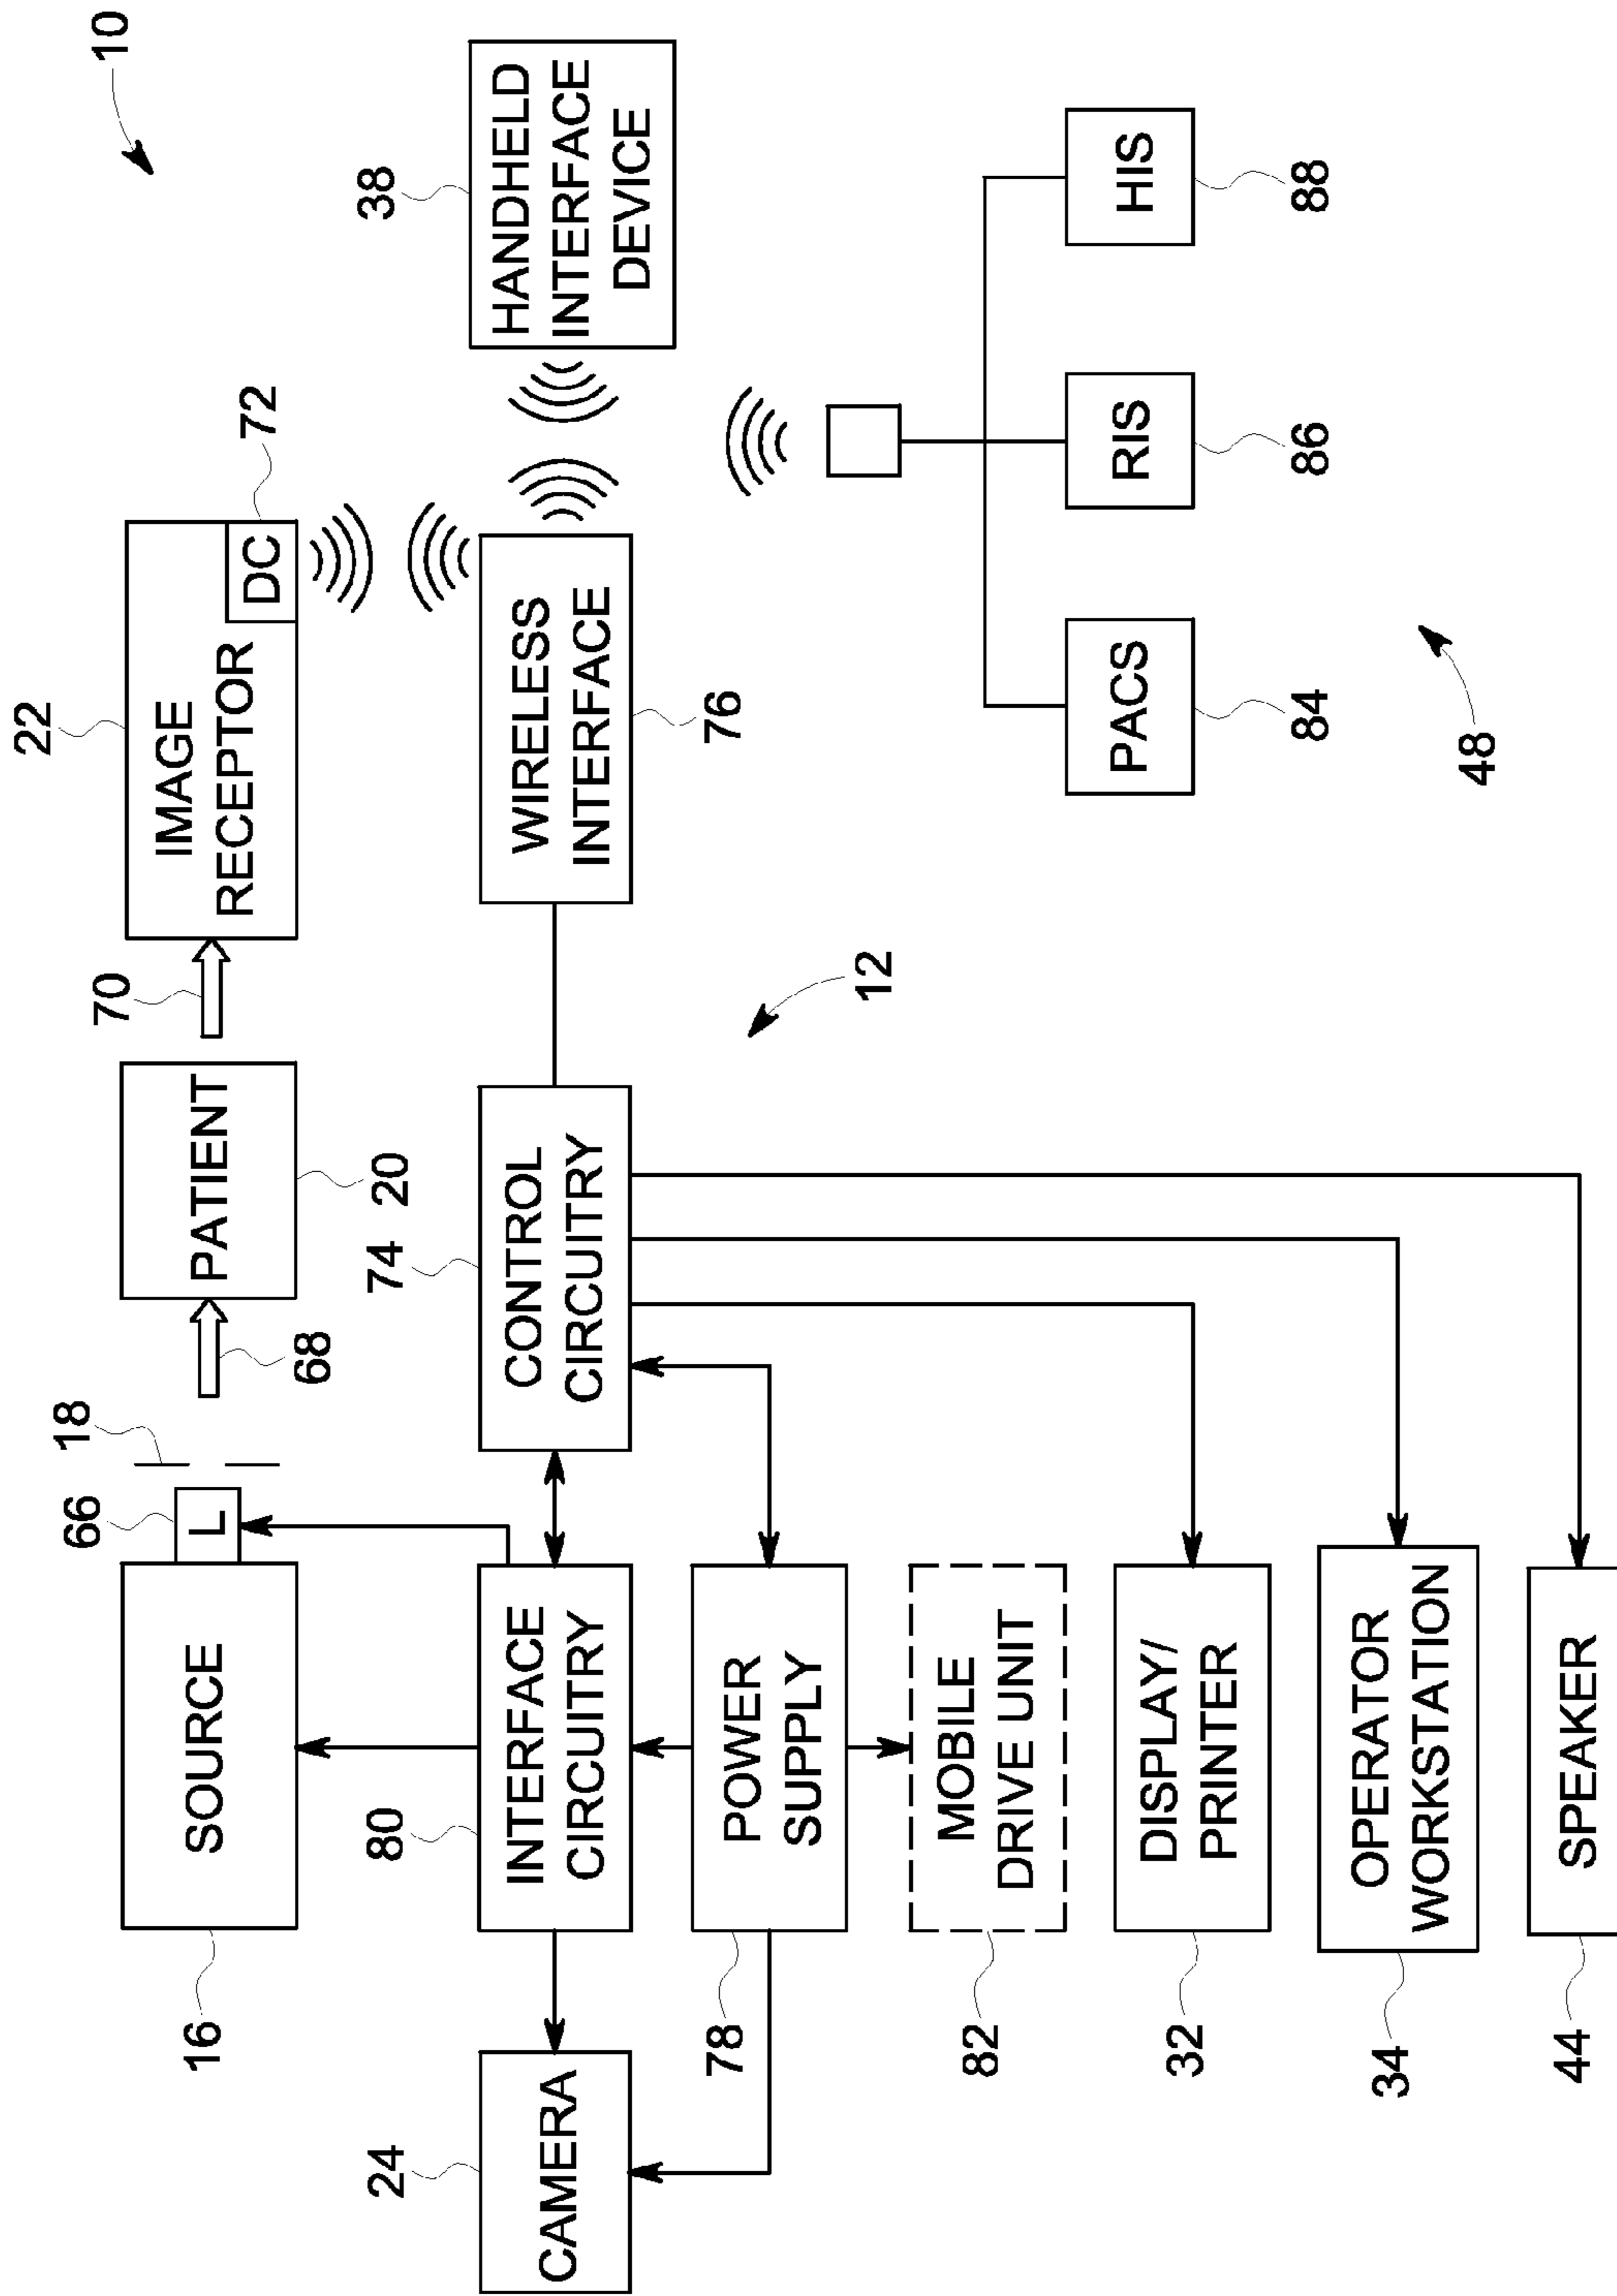 10
18
22
66
70
SOURCE
L
PATIENT
IMAGE
RECEPTOR
DC
16
68
20
72
24
80
74
38
CAMERA
INTERFACE
CIRCUITRY
CONTROL
CIRCUITRY
WIRELESS
INTERFACE
HANDHELD
INTERFACE
DEVICE
76
78
POWER
SUPPLY
12
82
MOBILE
DRIVE UNIT
PACS
RIS
HIS
84
86
88
32
DISPLAY/
PRINTER
48
34
OPERATOR
WORKSTATION
44
SPEAKER